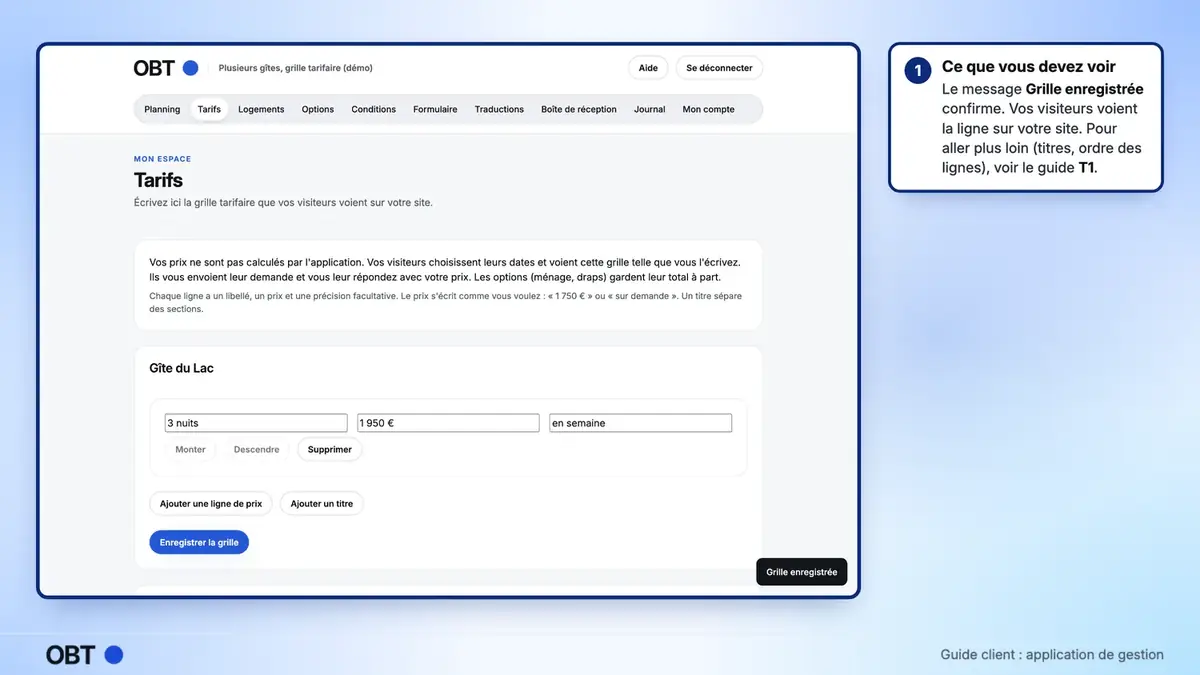 OBT
Plusieurs gîtes, grille tarifaire (démo)
Aide
Se déconnecter
Planning
Tarifs
Logements
Options
Conditions
Formulaire
Traductions
Boîte de réception
Journal
Mon compte
MON ESPACE
Tarifs
Écrivez ici la grille tarifaire que vos visiteurs voient sur votre site.
Vos prix ne sont pas calculés par l'application. Vos visiteurs choisissent leurs dates et voient cette grille telle que vous l'écrivez.
Ils vous envoient leur demande et vous leur répondez avec votre prix. Les options (ménage, draps) gardent leur total à part.
Chaque ligne a un libellé, un prix et une précision facultative. Le prix s'écrit comme vous voulez : « 1 750 € » ou « sur demande ». Un titre sépare
des sections.
Gîte du Lac
3 nuits
1 950 €
en semaine
Monter
Descendre
Supprimer
Ajouter une ligne de prix
Ajouter un titre
Enregistrer la grille
Grille enregistrée
1
Ce que vous devez voir
Le message Grille enregistrée
confirme. Vos visiteurs voient
la ligne sur votre site. Pour
aller plus loin (titres, ordre des
lignes), voir le guide T1.
OBT
Guide client : application de gestion